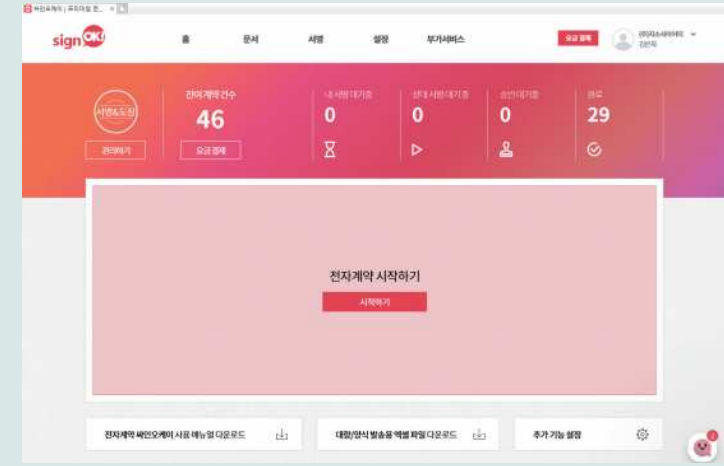 sign OK!
홈 문서 서명 설정 부가서비스 요금 결제
서명&도장
잔여계약건수
46
내 서명 대기중
0
상대 서명 대기중
0
승인 대기중
0
완료
29
관리하기
요금 결제
전자계약 시작하기
시작하기
전자계약 싸인오케이 사용 매뉴얼 다운로드
대량/양식 발송용 엑셀 파일 다운로드
추가 기능 설정